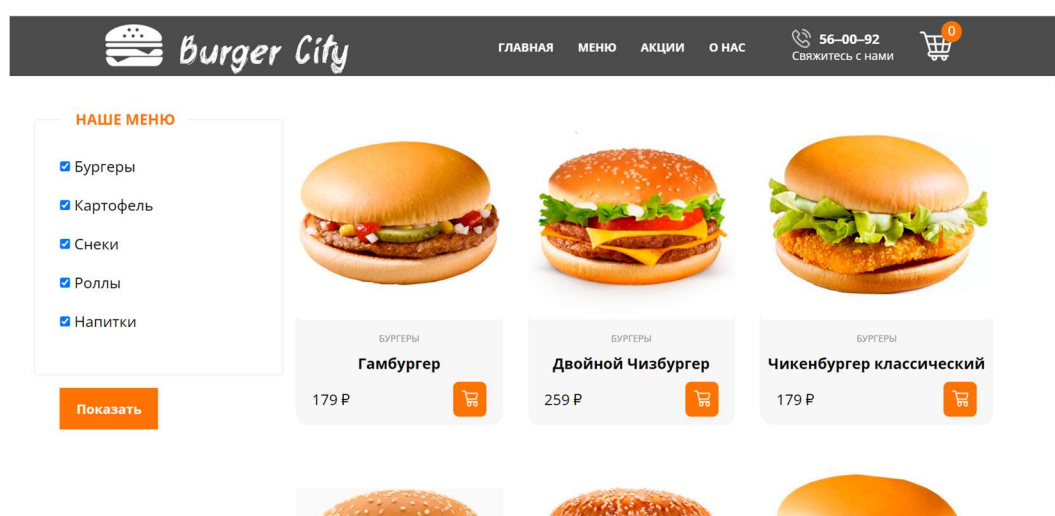 Burger City
ГЛАВНАЯ МЕНЮ АКЦИИ О НАС
56–00–92
Свяжитесь с нами
0
НАШЕ МЕНЮ
Бургеры
Картофель
Снеки
Роллы
Напитки
Показать
БУРГЕРЫ
Гамбургер
179 ₽
БУРГЕРЫ
Двойной Чизбургер
259 ₽
БУРГЕРЫ
Чикенбургер классический
179 ₽